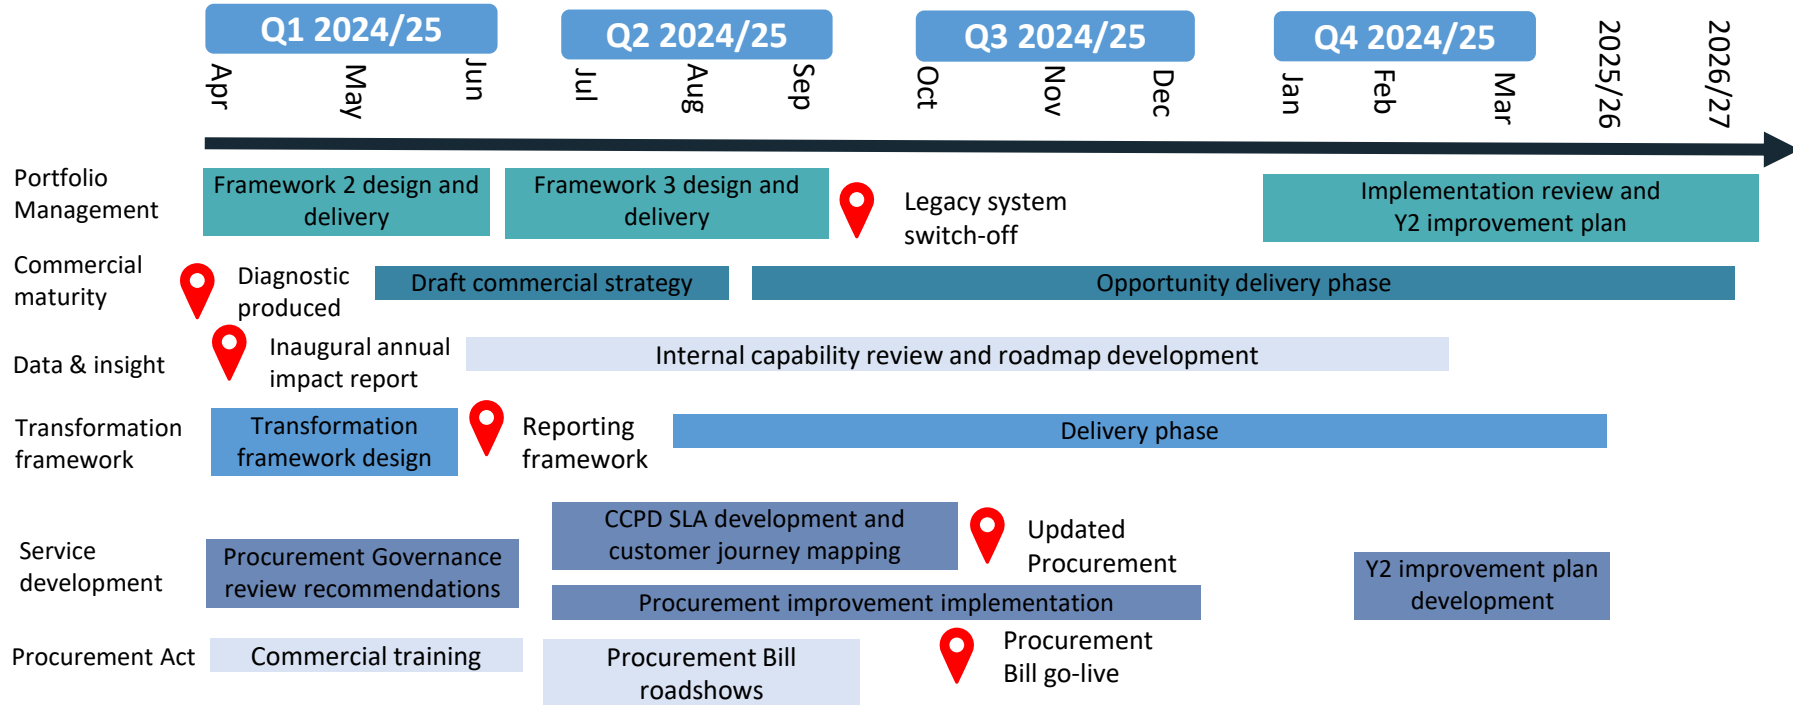 Q1 2024/25
Q2 2024/25
Q3 2024/25
Q4 2024/25
Apr
May
Jun
Jul
Aug
Sep
Oct
Nov
Dec
Jan
Feb
Mar
2025/26
2026/27
Portfolio
Management
Framework 2 design and
delivery
Framework 3 design and
delivery
Legacy system
switch-off
Implementation review and
Y2 improvement plan
Commercial
maturity
Diagnostic
produced
Draft commercial strategy
Opportunity delivery phase
Data & insight
Inaugural annual
impact report
Internal capability review and roadmap development
Transformation
framework
Transformation
framework design
Reporting
framework
Delivery phase
Service
development
Procurement Governance
review recommendations
CCPD SLA development and
customer journey mapping
Updated
Procurement
Procurement improvement implementation
Y2 improvement plan
development
Procurement Act
Commercial training
Procurement Bill
roadshows
Procurement
Bill go-live